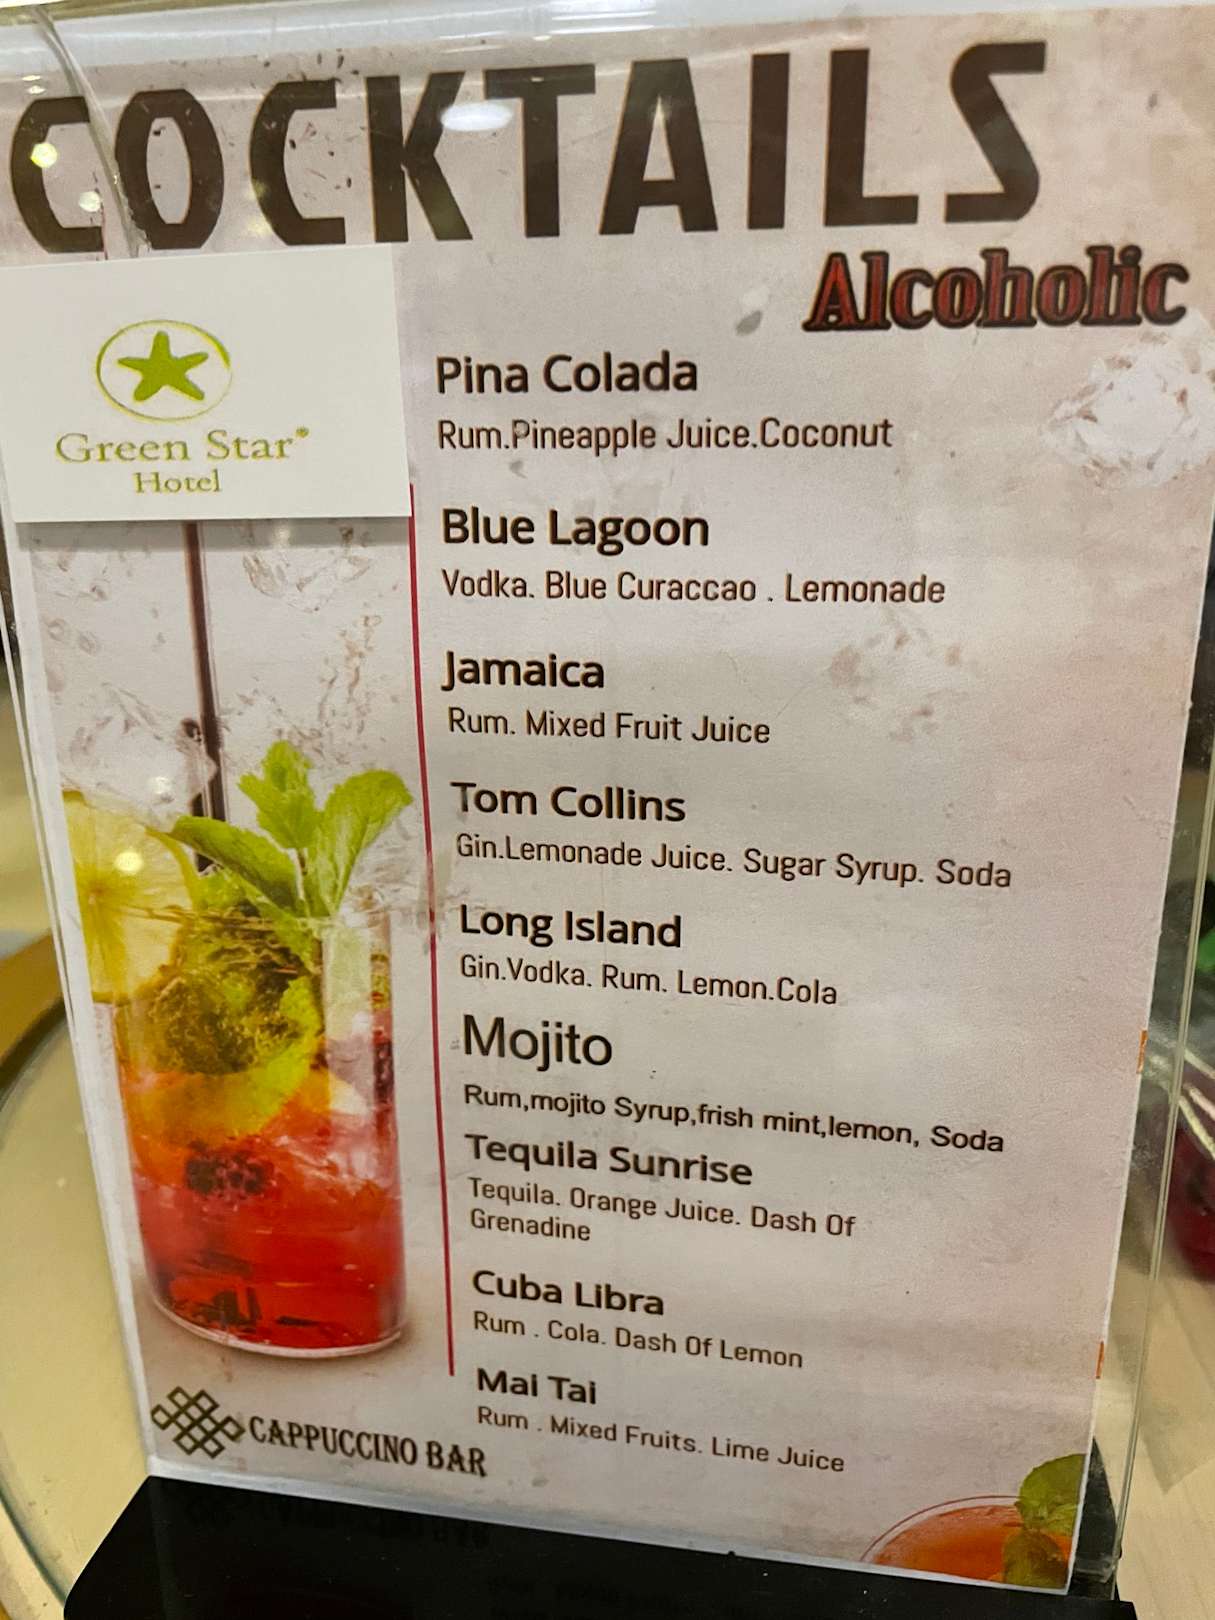 COCKTAILS
Alcoholic
Green Star®
Hotel
Pina Colada
Rum.Pineapple Juice.Coconut
Blue Lagoon
Vodka. Blue Curaccao . Lemonade
Jamaica
Rum. Mixed Fruit Juice
Tom Collins
Gin.Lemonade Juice. Sugar Syrup. Soda
Long Island
Gin.Vodka. Rum. Lemon.Cola
Mojito
Rum,mojito Syrup,frish mint,lemon, Soda
Tequila Sunrise
Tequila. Orange Juice. Dash Of
Grenadine
Cuba Libra
Rum . Cola. Dash Of Lemon
Mai Tai
Rum . Mixed Fruits. Lime Juice
CAPPUCCINO BAR